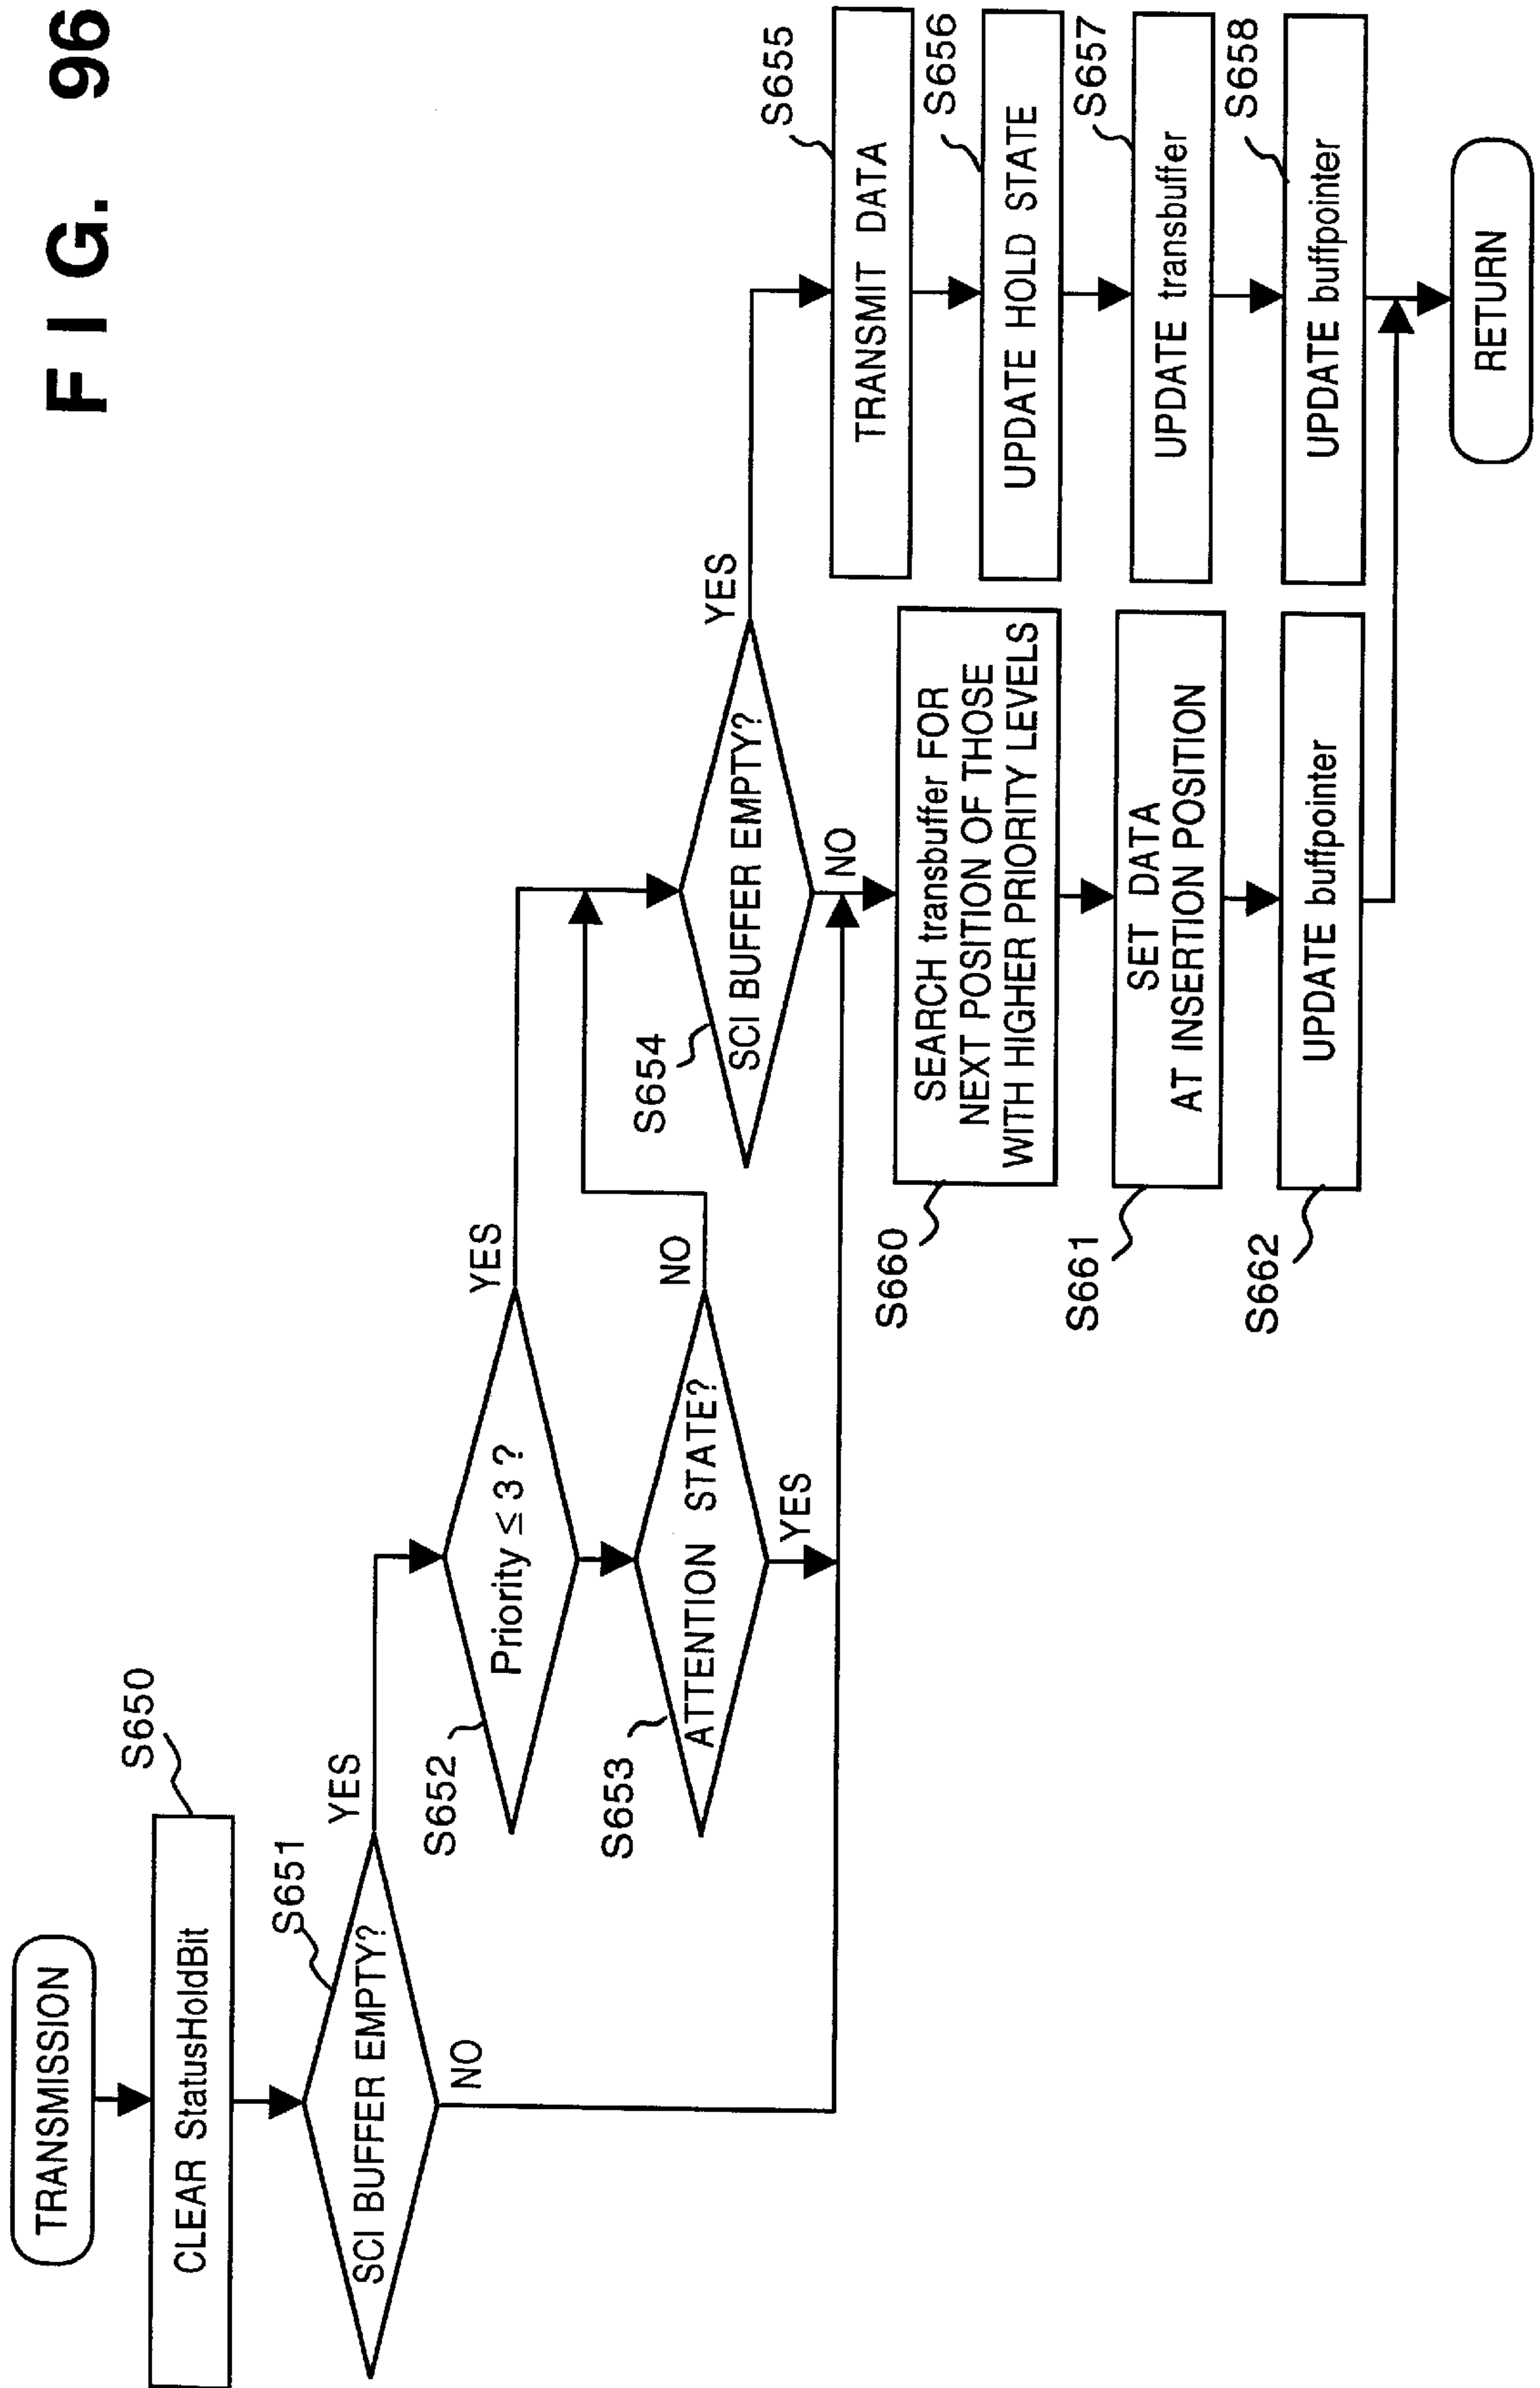 FIG. 96
TRANSMISSION
S650
CLEAR StatusHoldBit
S651
SCI BUFFER EMPTY?
YES
NO
S652
Priority ≤ 3 ?
YES
S653
ATTENTION STATE?
NO
YES
S654
SCI BUFFER EMPTY?
YES
NO
S655
TRANSMIT DATA
S656
UPDATE HOLD STATE
S657
UPDATE transbuffer
S658
UPDATE buffpointer
S660
SEARCH transbuffer FOR
NEXT POSITION OF THOSE
WITH HIGHER PRIORITY LEVELS
S661
SET DATA
AT INSERTION POSITION
S662
UPDATE buffpointer
RETURN